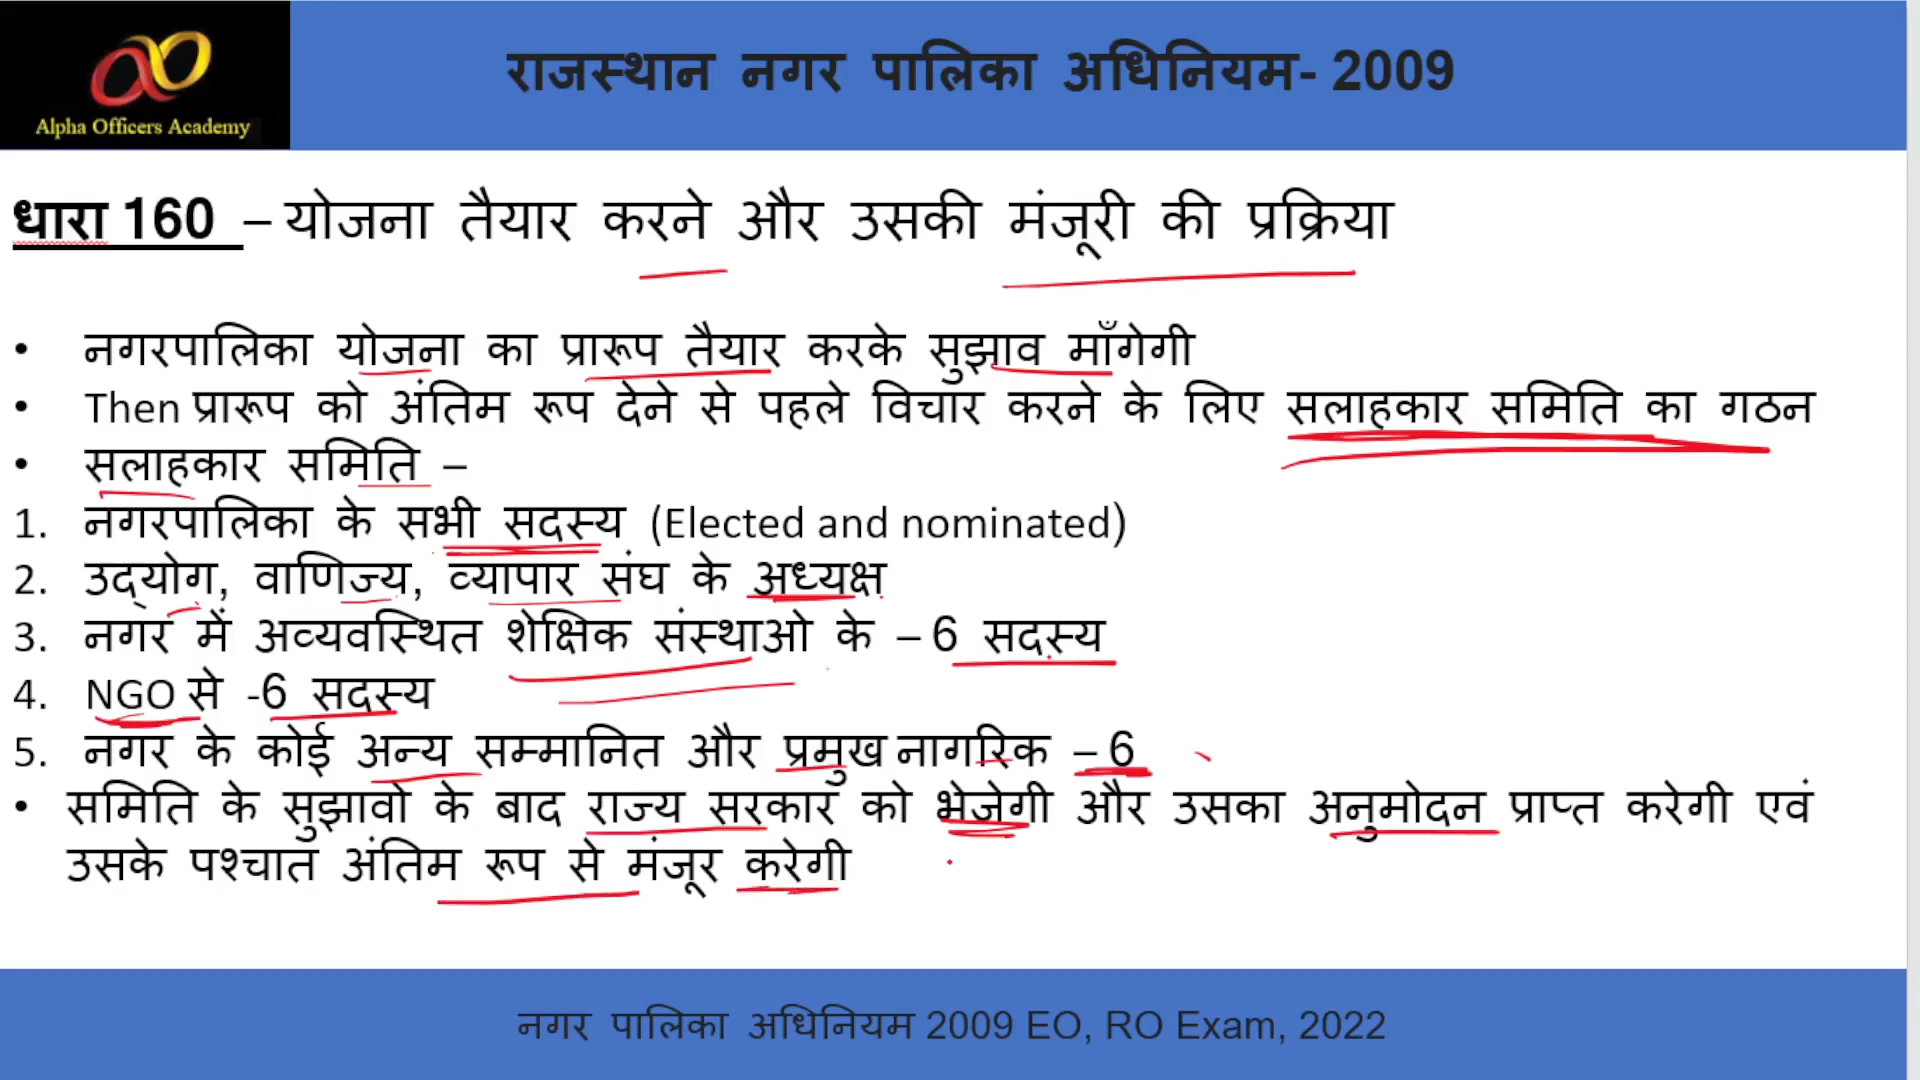 Alpha Officers Academy
राजस्थान नगर पालिका अधिनियम- 2009
धारा 160 – योजना तैयार करने और उसकी मंजूरी की प्रक्रिया
• नगरपालिका योजना का प्रारूप तैयार करके सुझाव माँगेगी
• Then प्रारूप को अंतिम रूप देने से पहले विचार करने के लिए सलाहकार समिति का गठन
• सलाहकार समिति –
1. नगरपालिका के सभी सदस्य (Elected and nominated)
2. उद्योग, वाणिज्य, व्यापार संघ के अध्यक्ष
3. नगर में अव्यवस्थित शेक्षिक संस्थाओ के – 6 सदस्य
4. NGO से -6 सदस्य
5. नगर के कोई अन्य सम्मानित और प्रमुख नागरिक – 6
• समिति के सुझावो के बाद राज्य सरकार को भेजेगी और उसका अनुमोदन प्राप्त करेगी एवं
उसके पश्चात अंतिम रूप से मंजूर करेगी
नगर पालिका अधिनियम 2009 EO, RO Exam, 2022